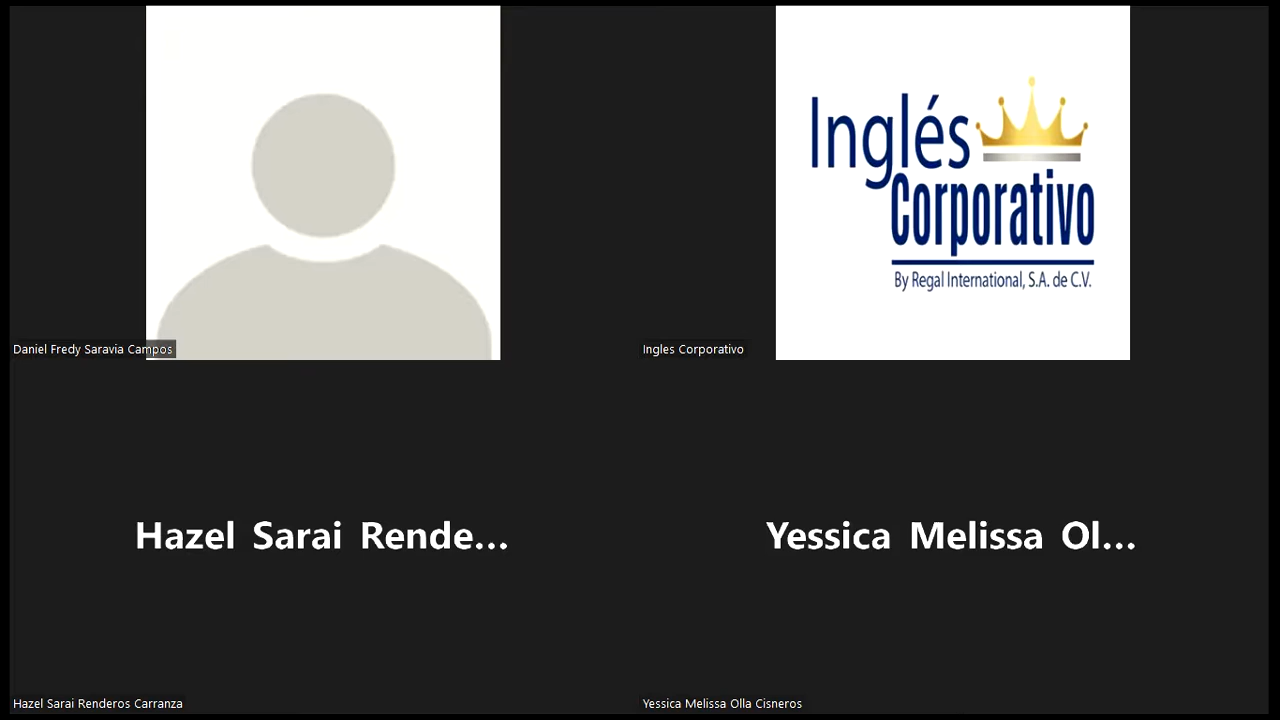 Inglés
Corporativo
By Regal International, S.A. de C.V.
Daniel Fredy Saravia Campos
Ingles Corporativo
Hazel Sarai Rende...
Yessica Melissa Ol...
Hazel Sarai Renderos Carranza
Yessica Melissa Olla Cisneros